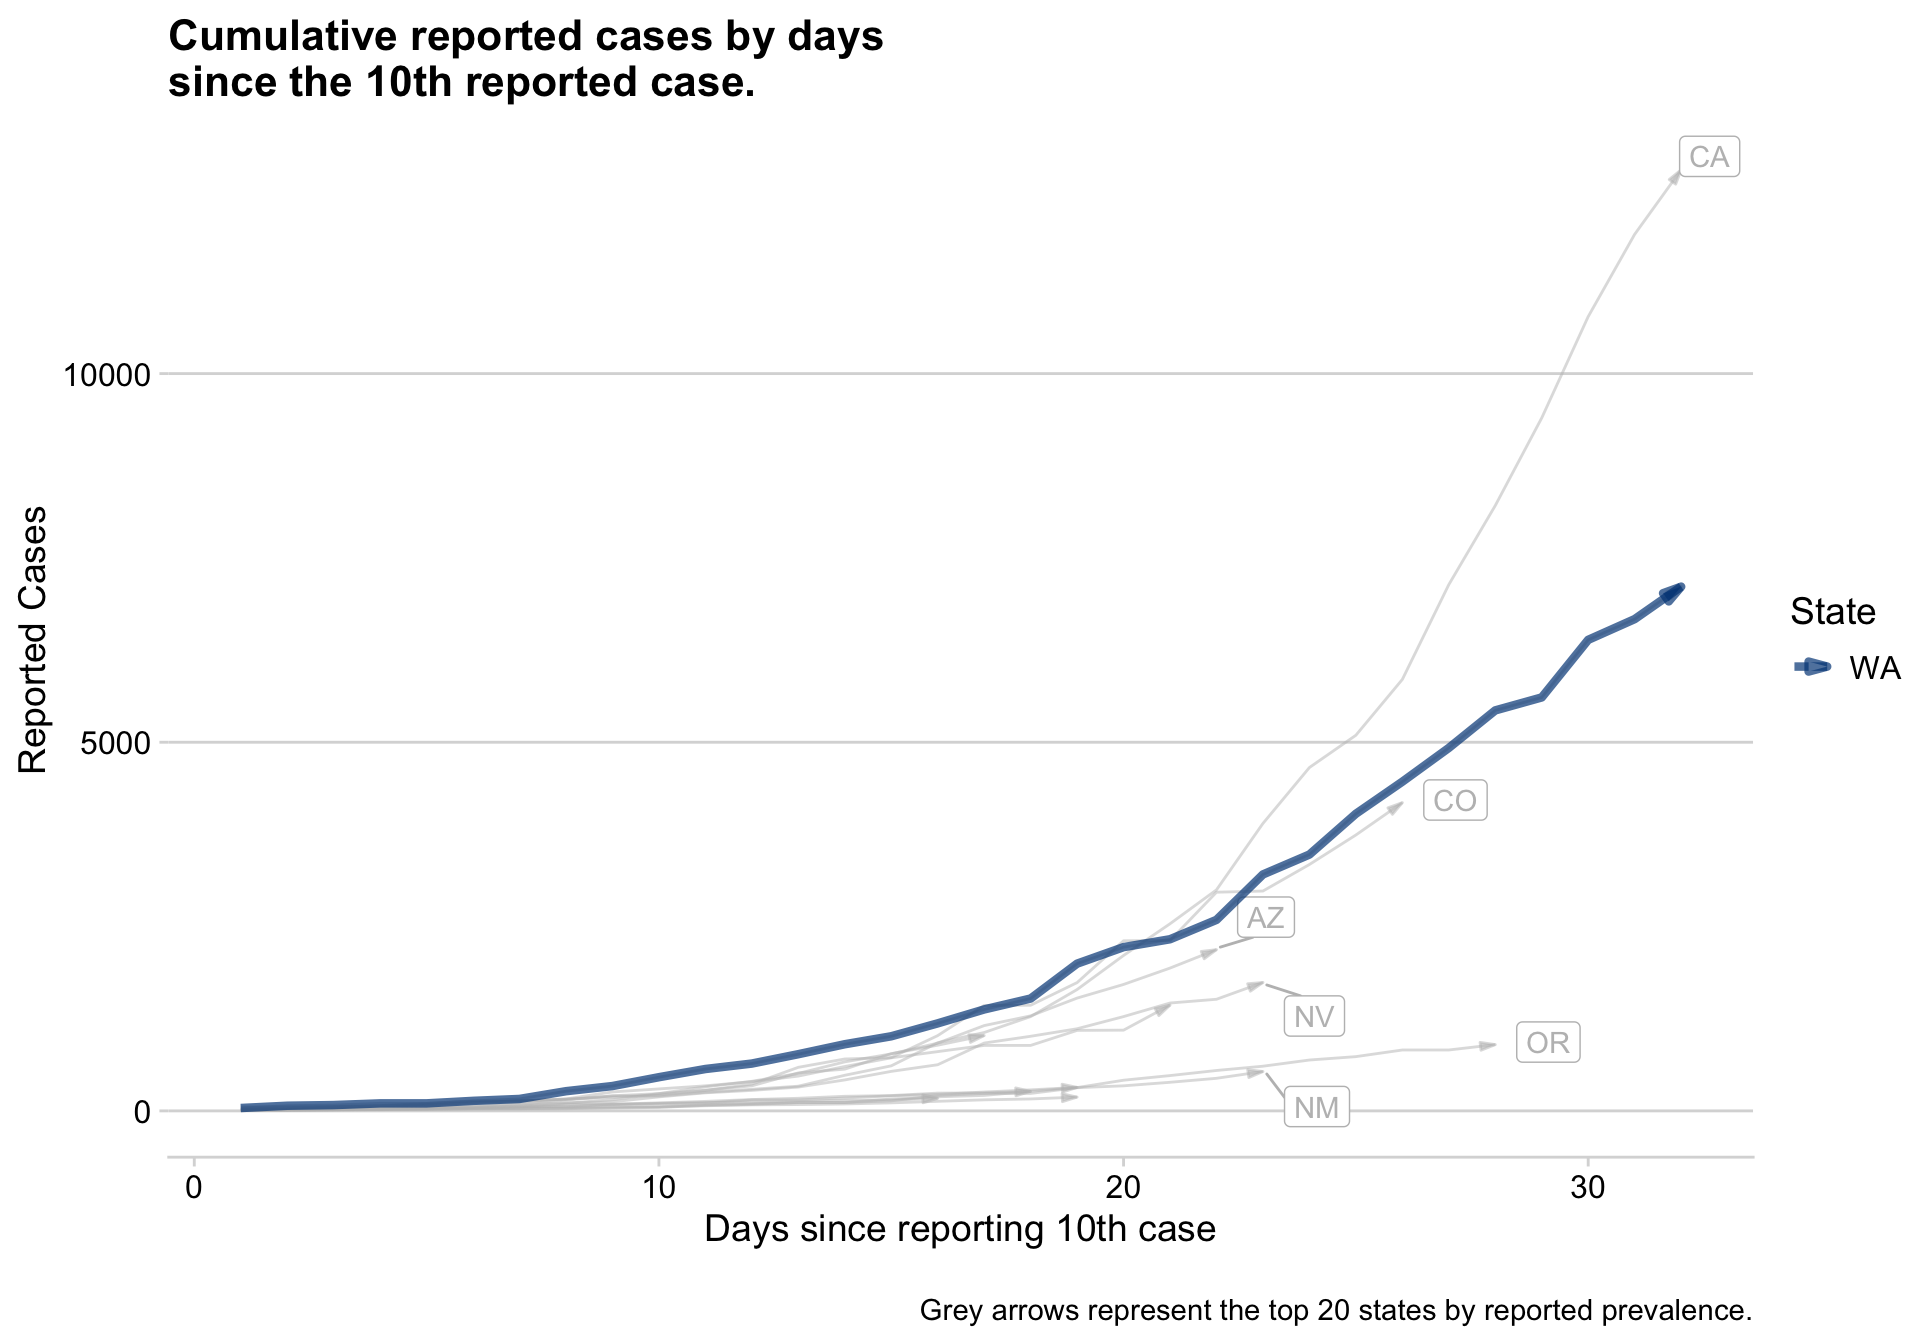 Cumulative reported cases by days
since the 10th reported case.
CA
10000
Reported Cases
State
WA
5000
CO
AZ
NV
OR
NM
0
0 10 20 30
Days since reporting 10th case
Grey arrows represent the top 20 states by reported prevalence.